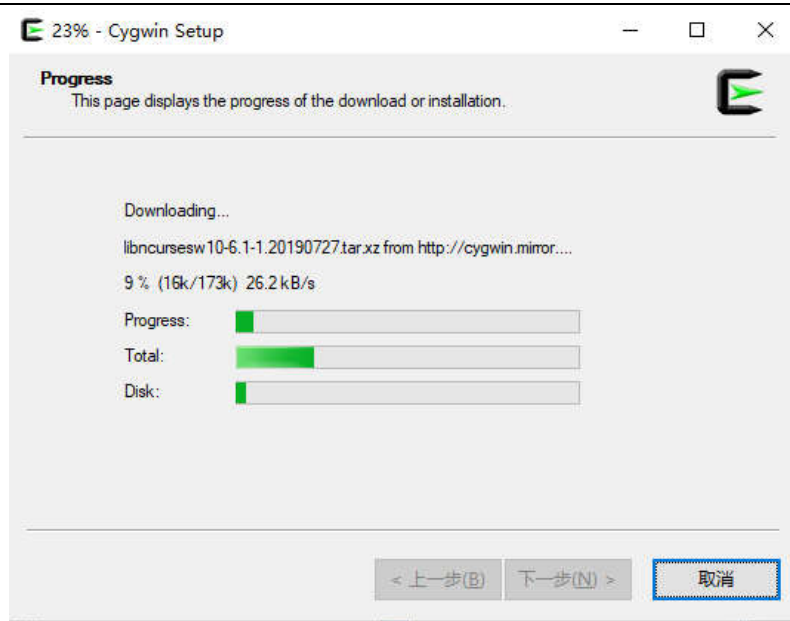 23% - Cygwin Setup
Progress
This page displays the progress of the download or installation.
Downloading...
libncursesw10-6.1-1.20190727.tar.xz from http://cygwin.mirror....
9 % (16k/173k) 26.2 kB/s
Progress:
Total:
Disk:
< 上一步(B) 下一步(N) > 取消